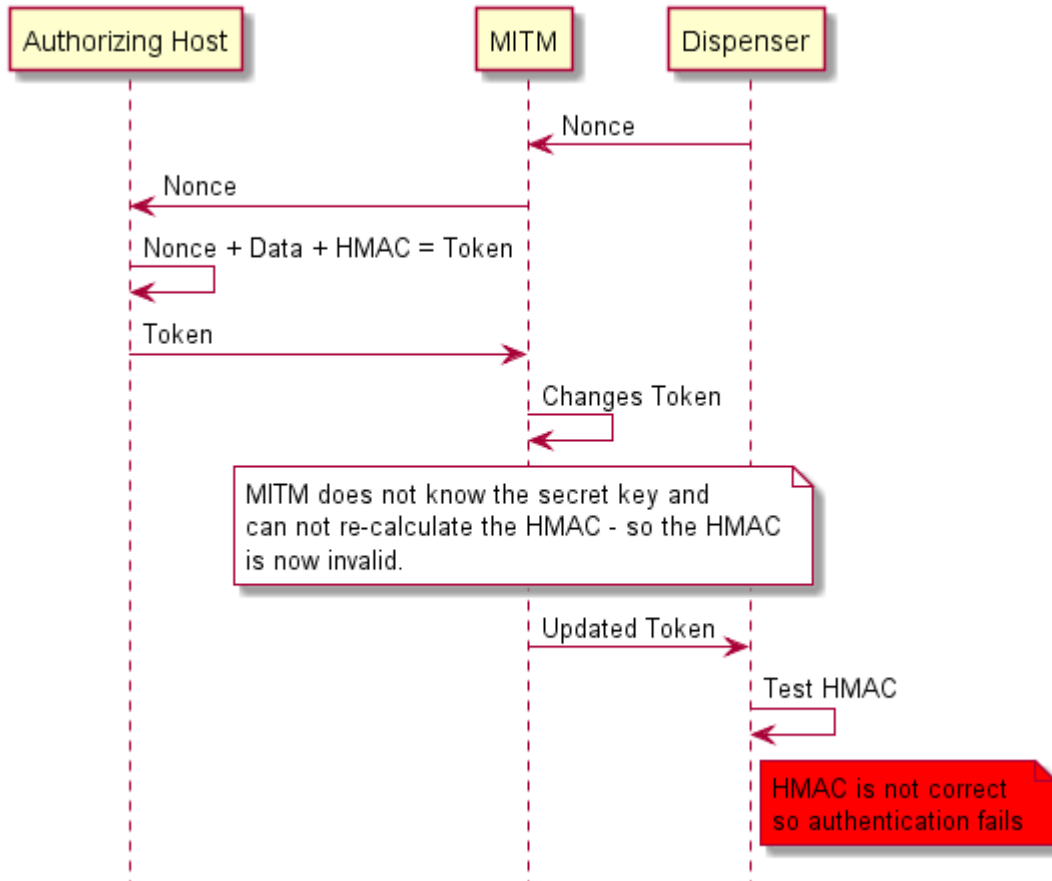 Authorizing Host
MITM
Dispenser
Nonce
Nonce
Nonce + Data + HMAC = Token
Token
Changes Token
MITM does not know the secret key and
can not re-calculate the HMAC - so the HMAC
is now invalid.
Updated Token
Test HMAC
HMAC is not correct
so authentication fails